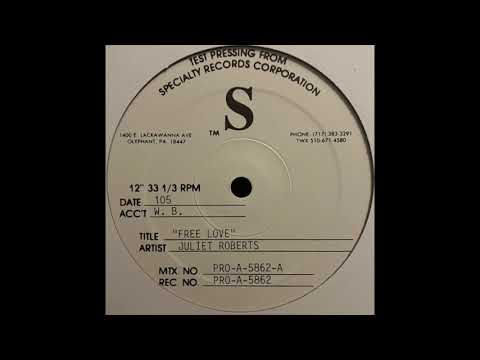 TEST PRESSING FROM
SPECIALTY RECORDS CORPORATION
S
TM
1400 E. LACKAWANNA AVE
OLYPHANT, PA. 18447
PHONE: (717) 383-3291
TWX 510-671-4580
12" 33 1/3 RPM
DATE 105
ACC'T W. B.
TITLE "FREE LOVE"
ARTIST JULIET ROBERTS
MTX. NO. PRO-A-5862-A
REC. NO. PRO-A-5862